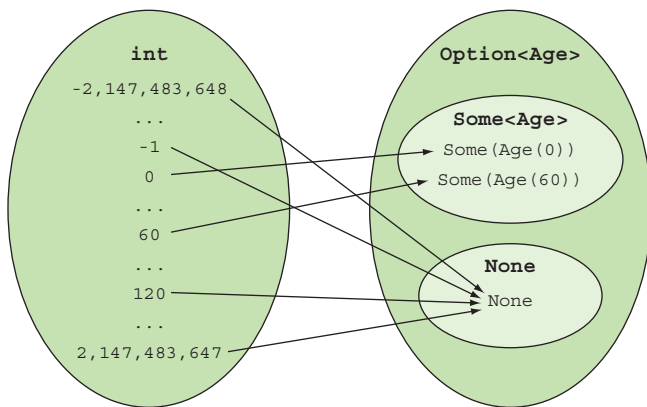 int
-2,147,483,648
...
-1
0
...
60
...
120
...
2,147,483,647
Option<Age>
Some<Age>
Some(Age(0))
Some(Age(60))
None
None